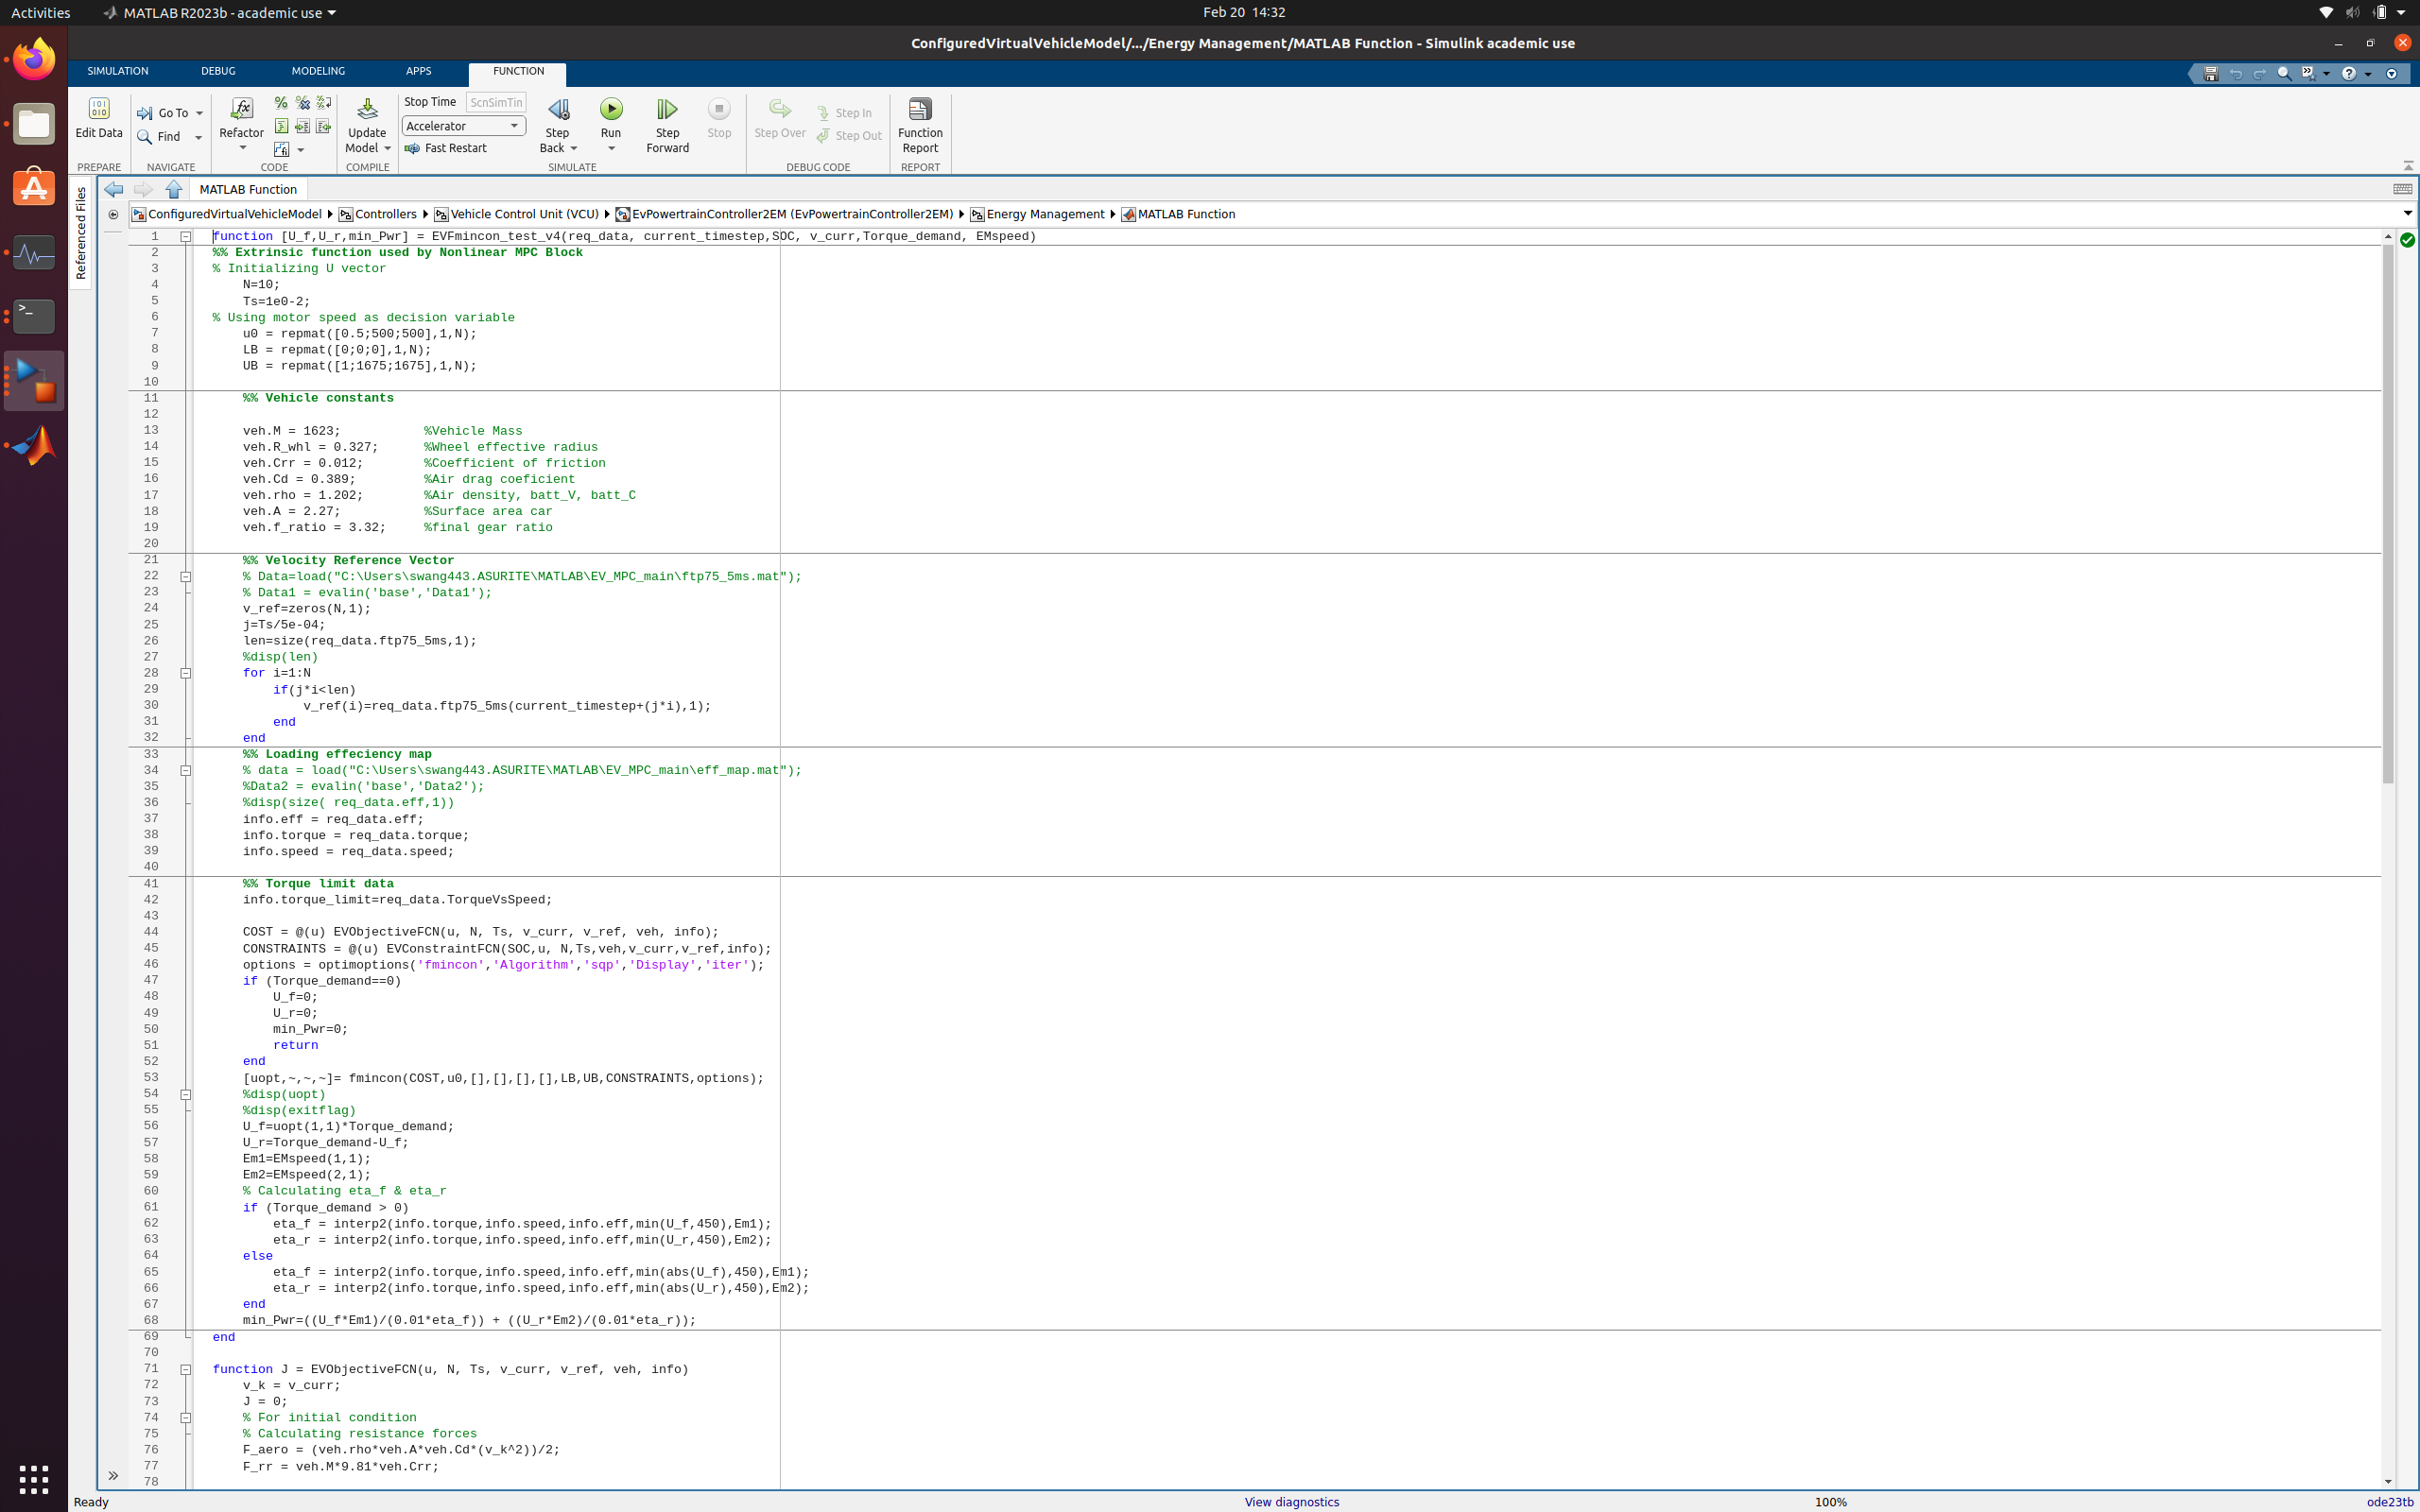 Activities
MATLAB R2023b - academic use
Feb 20 14:32
ConfiguredVirtualVehicleModel/.../Energy Management/MATLAB Function - Simulink academic use
SIMULATION DEBUG MODELING APPS FUNCTION
Edit Data
Go To
Find
Refactor
Update Model
Stop Time ScnSimTin
Accelerator
Fast Restart
Step Back
Run
Step Forward
Stop
Step Over
Step In
Step Out
Function Report
PREPARE NAVIGATE CODE COMPILE SIMULATE DEBUG CODE REPORT
Referenced Files
MATLAB Function
ConfiguredVirtualVehicleModel Controllers Vehicle Control Unit (VCU) EvPowertrainController2EM (EvPowertrainController2EM) Energy Management MATLAB Function
1 function [U_f,U_r,min_Pwr] = EVFmincon_test_v4(req_data, current_timestep,SOC, v_curr,Torque_demand, EMspeed)
2 %% Extrinsic function used by Nonlinear MPC Block
3 % Initializing U vector
4 N=10;
5 Ts=1e0-2;
6 % Using motor speed as decision variable
7 u0 = repmat([0.5;500;500],1,N);
8 LB = repmat([0;0;0],1,N);
9 UB = repmat([1;1675;1675],1,N);
10
11 %% Vehicle constants
12
13 veh.M = 1623; %Vehicle Mass
14 veh.R_whl = 0.327; %Wheel effective radius
15 veh.Crr = 0.012; %Coefficient of friction
16 veh.Cd = 0.389; %Air drag coeficient
17 veh.rho = 1.202; %Air density, batt_V, batt_C
18 veh.A = 2.27; %Surface area car
19 veh.f_ratio = 3.32; %final gear ratio
20
21 %% Velocity Reference Vector
22 % Data=load("C:\Users\swang443.ASURITE\MATLAB\EV_MPC_main\ftp75_5ms.mat");
23 % Data1 = evalin('base','Data1');
24 v_ref=zeros(N,1);
25 j=Ts/5e-04;
26 len=size(req_data.ftp75_5ms,1);
27 %disp(len)
28 for i=1:N
29 if(j*i<len)
30 v_ref(i)=req_data.ftp75_5ms(current_timestep+(j*i),1);
31 end
32 end
33 %% Loading effeciency map
34 % data = load("C:\Users\swang443.ASURITE\MATLAB\EV_MPC_main\eff_map.mat");
35 %Data2 = evalin('base','Data2');
36 %disp(size( req_data.eff,1))
37 info.eff = req_data.eff;
38 info.torque = req_data.torque;
39 info.speed = req_data.speed;
40
41 %% Torque limit data
42 info.torque_limit=req_data.TorqueVsSpeed;
43
44 COST = @(u) EVObjectiveFCN(u, N, Ts, v_curr, v_ref, veh, info);
45 CONSTRAINTS = @(u) EVConstraintFCN(SOC,u, N,Ts,veh,v_curr,v_ref,info);
46 options = optimoptions('fmincon','Algorithm','sqp','Display','iter');
47 if (Torque_demand==0)
48 U_f=0;
49 U_r=0;
50 min_Pwr=0;
51 return
52 end
53 [uopt,~,~,~]= fmincon(COST,u0,[],[],[],[],LB,UB,CONSTRAINTS,options);
54 %disp(uopt)
55 %disp(exitflag)
56 U_f=uopt(1,1)*Torque_demand;
57 U_r=Torque_demand-U_f;
58 Em1=EMspeed(1,1);
59 Em2=EMspeed(2,1);
60 % Calculating eta_f & eta_r
61 if (Torque_demand > 0)
62 eta_f = interp2(info.torque,info.speed,info.eff,min(U_f,450),Em1);
63 eta_r = interp2(info.torque,info.speed,info.eff,min(U_r,450),Em2);
64 else
65 eta_f = interp2(info.torque,info.speed,info.eff,min(abs(U_f),450),Em1);
66 eta_r = interp2(info.torque,info.speed,info.eff,min(abs(U_r),450),Em2);
67 end
68 min_Pwr=((U_f*Em1)/(0.01*eta_f)) + ((U_r*Em2)/(0.01*eta_r));
69 end
70
71 function J = EVObjectiveFCN(u, N, Ts, v_curr, v_ref, veh, info)
72 v_k = v_curr;
73 J = 0;
74 % For initial condition
75 % Calculating resistance forces
76 F_aero = (veh.rho*veh.A*veh.Cd*(v_k^2))/2;
77 F_rr = veh.M*9.81*veh.Crr;
78
Ready
View diagnostics
100%
ode23tb